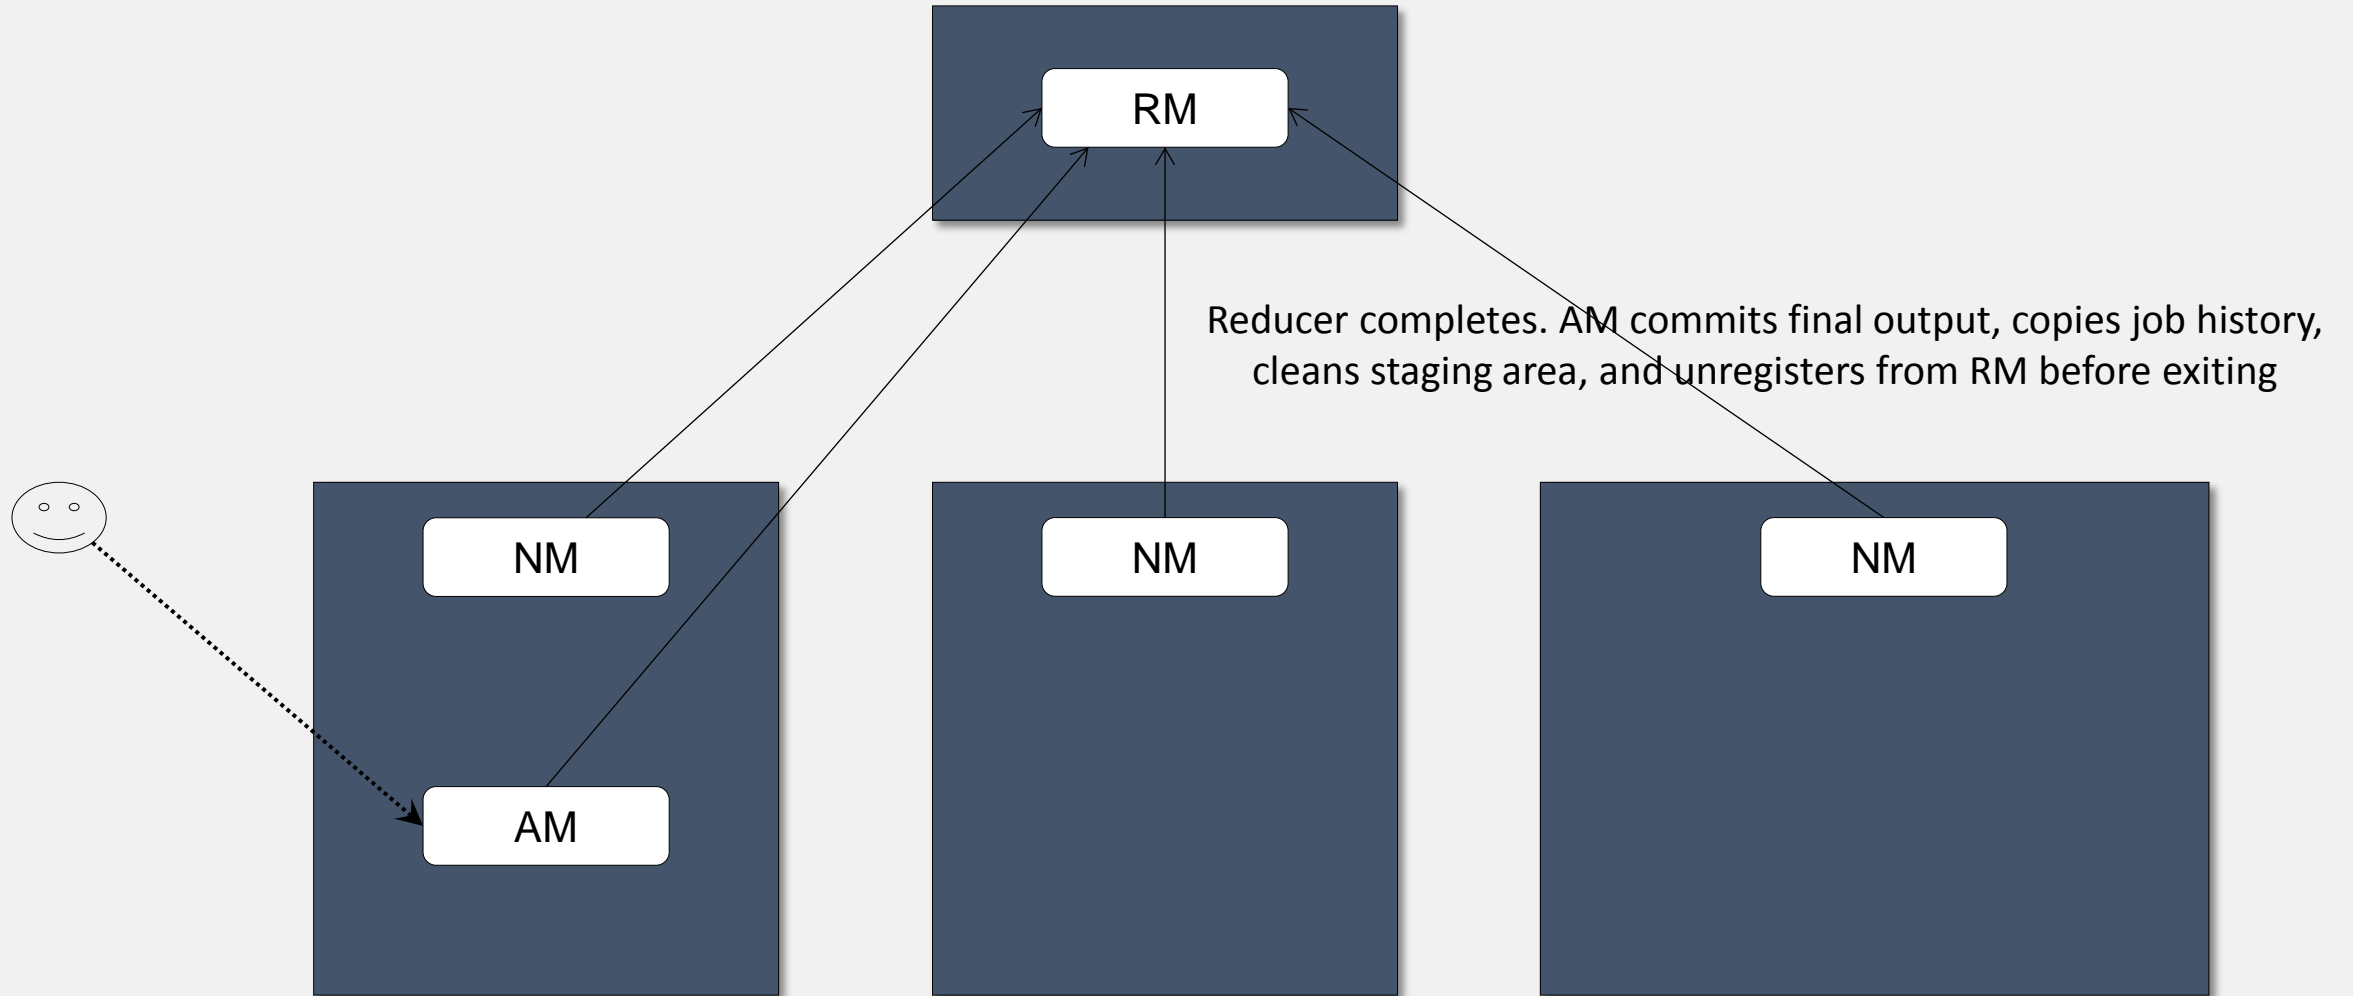 RM
Reducer completes. AM commits final output, copies job history,
cleans staging area, and unregisters from RM before exiting
NM
NM
NM
AM